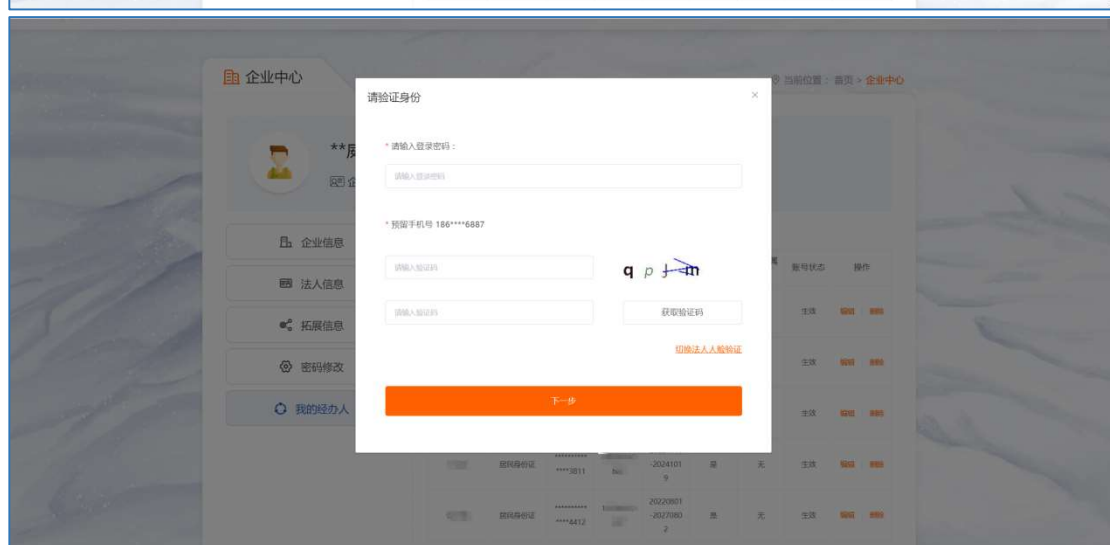 企业中心
当前位置： 首页 > 企业中心
请验证身份
×
* 请输入登录密码：
请输入登录密码
* 预留手机号 186****6887
请输入验证码
q p J m
请输入验证码
获取验证码
切换法人人脸验证
下一步
企业信息
法人信息
拓展信息
密码修改
我的经办人
账号状态 操作
生效 编辑 删除
生效 编辑 删除
生效 编辑 删除
居民身份证 **********
****3811 -2024101
9 是 无 生效 编辑 删除
居民身份证 **********
****4412 20220801
-2027080
2 是 无 生效 编辑 删除